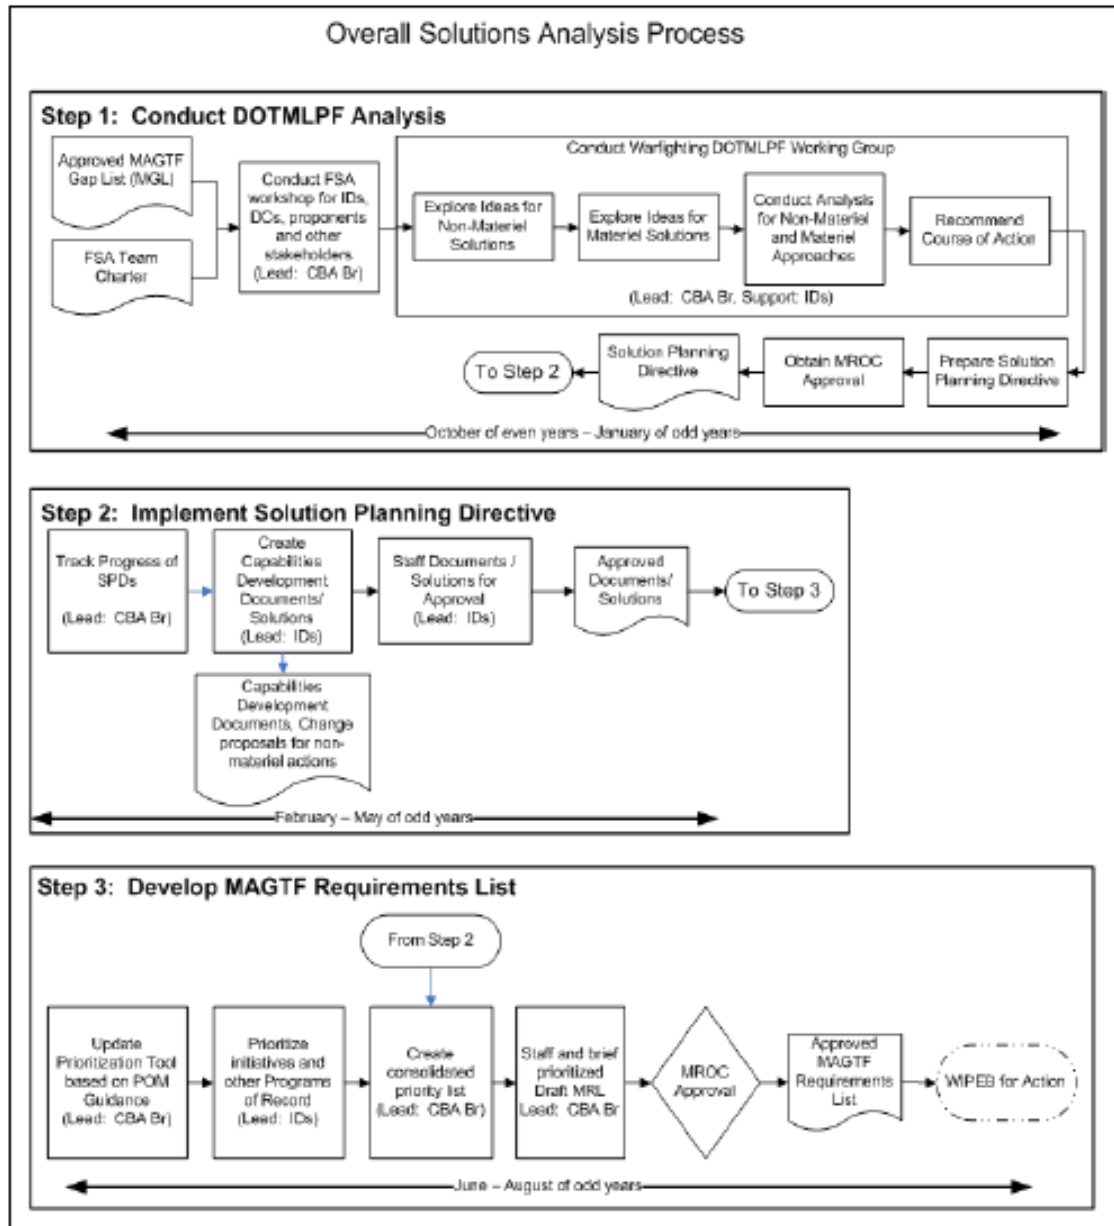 Overall Solutions Analysis Process
Step 1: Conduct DOTMLPF Analysis
Approved MAGTF
Gap List (MGL)
FSA Team
Charter
Conduct FSA
workshop for IDs,
DCs, proponents
and other
stakeholders
(Lead: CBA Br)
Conduct Warfighting DOTMLPF Working Group
Explore Ideas for
Non-Materiel
Solutions
Explore Ideas for
Materiel Solutions
Conduct Analysis
for Non-Materiel
and Materiel
Approaches
Recommend
Course of Action
(Lead: CBA Br, Support: IDs)
To Step 2
Solution Planning
Directive
Obtain MROC
Approval
Prepare Solution
Planning Directive
October of even years – January of odd years
Step 2: Implement Solution Planning Directive
Track Progress of
SPDs
(Lead: CBA Br)
Create
Capabilities
Development
Documents/
Solutions
(Lead: IDs)
Staff Documents /
Solutions for
Approval
(Lead: IDs)
Approved
Documents/
Solutions
To Step 3
Capabilities
Development
Documents, Change
proposals for non-
materiel actions
February – May of odd years
Step 3: Develop MAGTF Requirements List
From Step 2
Update
Prioritization Tool
based on POM
Guidance
(Lead: CBA Br)
Prioritize
initiatives and
other Programs
of Record
(Lead: IDs)
Create
consolidated
priority list
(Lead: CBA Br)
Staff and brief
prioritized
Draft MRL
Lead: CBA Br
MROC
Approval
Approved
MAGTF
Requirements
List
WIPEB for Action
June – August of odd years